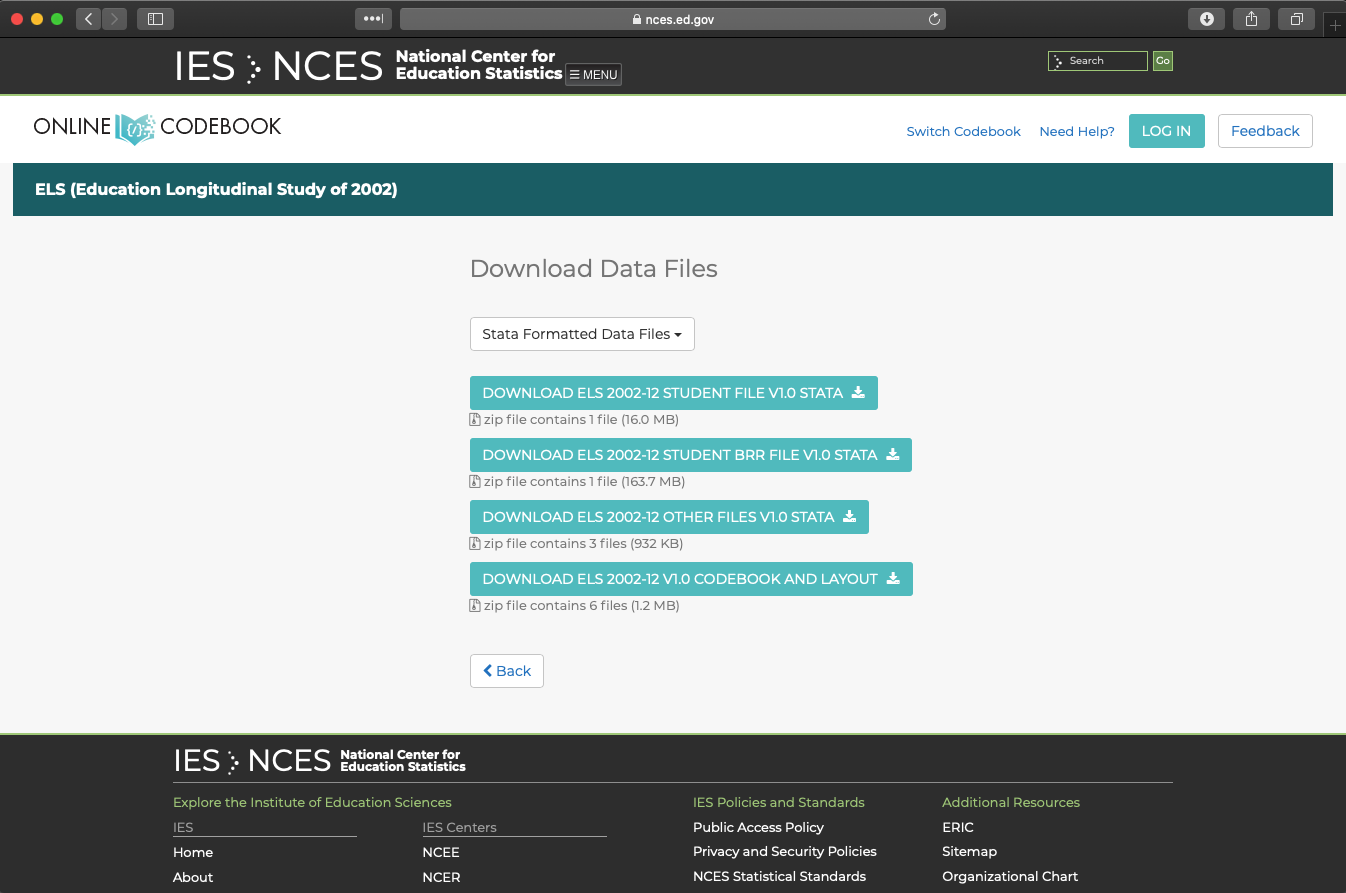 nces.ed.gov
IES NCES National Center for
Education Statistics
☰ MENU
Search
Go
ONLINE CODEBOOK
Switch Codebook
Need Help?
LOG IN
Feedback
ELS (Education Longitudinal Study of 2002)
Download Data Files
Stata Formatted Data Files
DOWNLOAD ELS 2002-12 STUDENT FILE V1.0 STATA
zip file contains 1 file (16.0 MB)
DOWNLOAD ELS 2002-12 STUDENT BRR FILE V1.0 STATA
zip file contains 1 file (163.7 MB)
DOWNLOAD ELS 2002-12 OTHER FILES V1.0 STATA
zip file contains 3 files (932 KB)
DOWNLOAD ELS 2002-12 V1.0 CODEBOOK AND LAYOUT
zip file contains 6 files (1.2 MB)
Back
IES NCES National Center for
Education Statistics
Explore the Institute of Education Sciences
IES
Home
About
IES Centers
NCEE
NCER
IES Policies and Standards
Public Access Policy
Privacy and Security Policies
NCES Statistical Standards
Additional Resources
ERIC
Sitemap
Organizational Chart